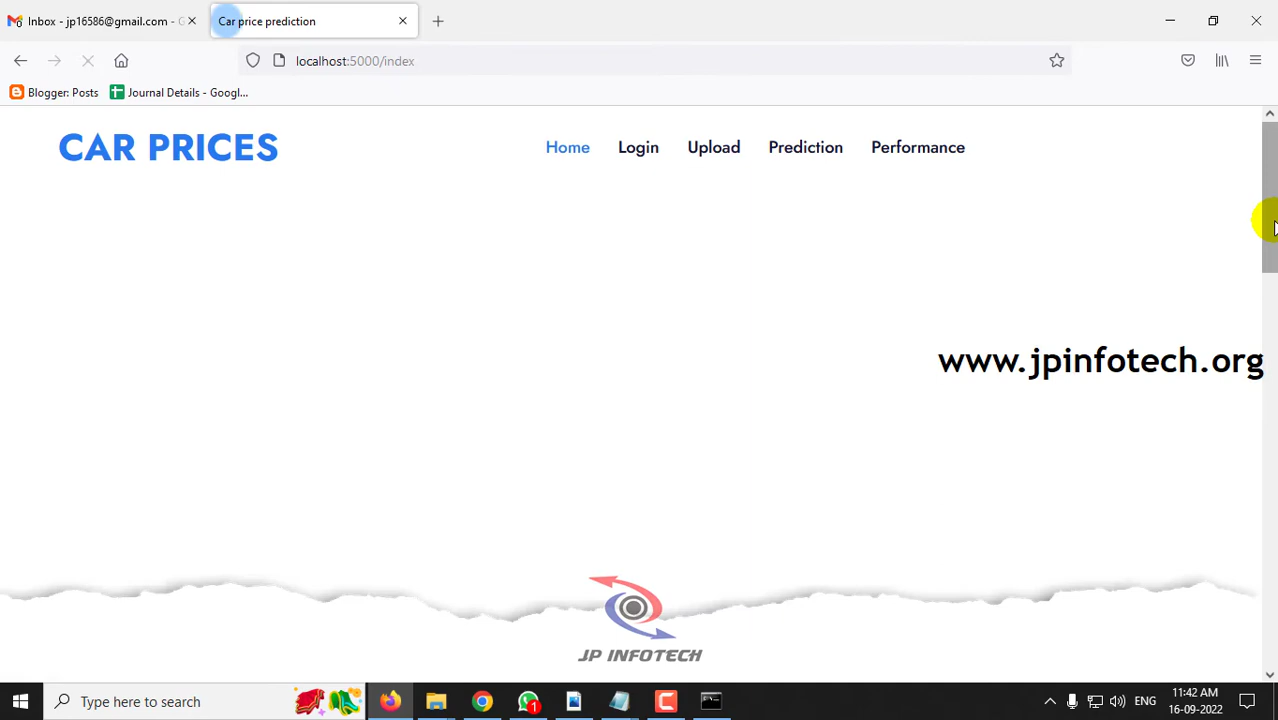 Inbox - jp16586@gmail.com - G
Car price prediction
localhost:5000/index
Blogger: Posts
Journal Details - Googl...
CAR PRICES
Home
Login
Upload
Prediction
Performance
www.jpinfotech.org
JP INFOTECH
Type here to search
1
ENG
11:42 AM
16-09-2022